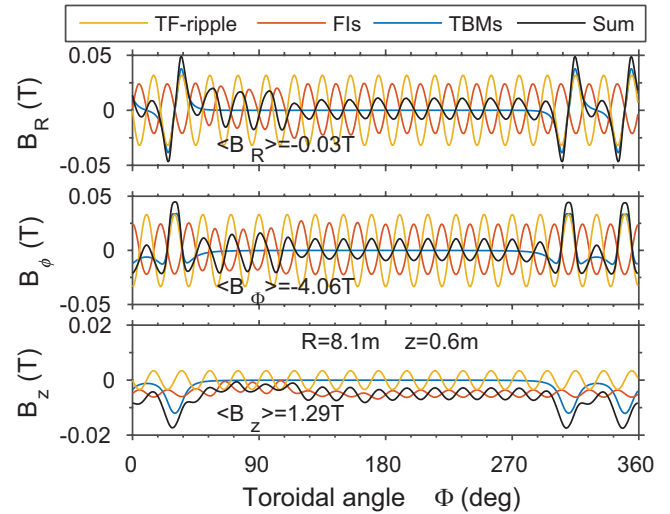 TF-ripple FIs TBMs Sum
0.05
B_R (T)
0
<B_R>=-0.03T
-0.05
0.05
B_ϕ (T)
0
<B_Φ>=-4.06T
-0.05
0.02
R=8.1m z=0.6m
B_z (T)
0
<B_z>=1.29T
-0.02
0 90 180 270 360
Toroidal angle Φ (deg)